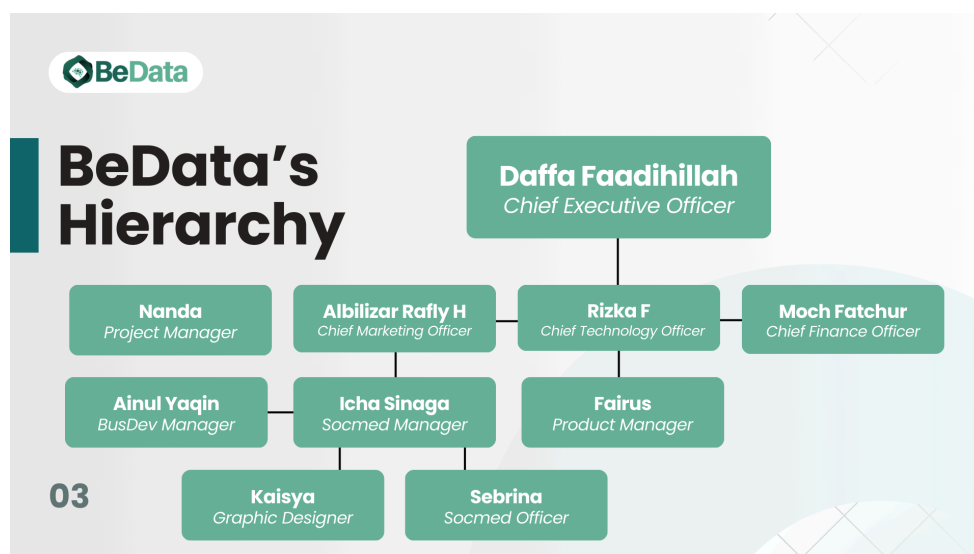 BeData
BeData’s
Hierarchy
Daffa Faadihillah
Chief Executive Officer
Nanda
Project Manager
Albilizar Rafly H
Chief Marketing Officer
Rizka F
Chief Technology Officer
Moch Fatchur
Chief Finance Officer
Ainul Yaqin
BusDev Manager
Icha Sinaga
Socmed Manager
Fairus
Product Manager
Kaisya
Graphic Designer
Sebrina
Socmed Officer
03